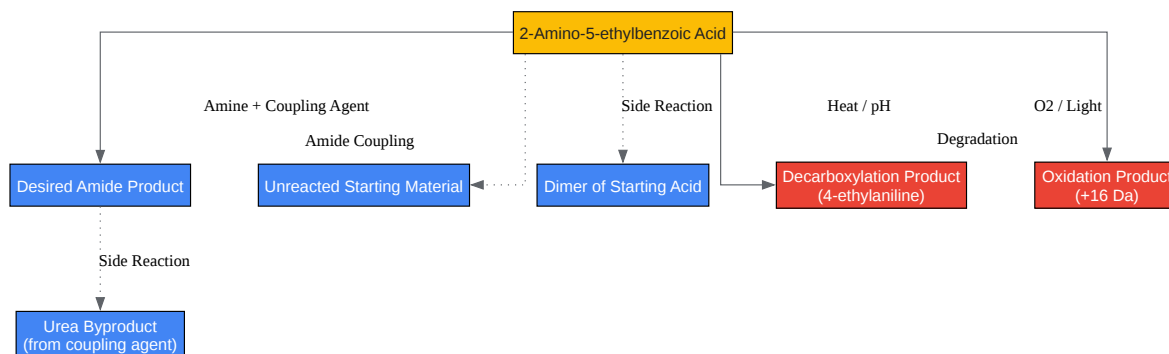 2-Amino-5-ethylbenzoic Acid
Amine + Coupling Agent
Side Reaction
Heat / pH
O2 / Light
Amide Coupling
Degradation
Desired Amide Product
Unreacted Starting Material
Dimer of Starting Acid
Decarboxylation Product
(4-ethylaniline)
Oxidation Product
(+16 Da)
Side Reaction
Urea Byproduct
(from coupling agent)